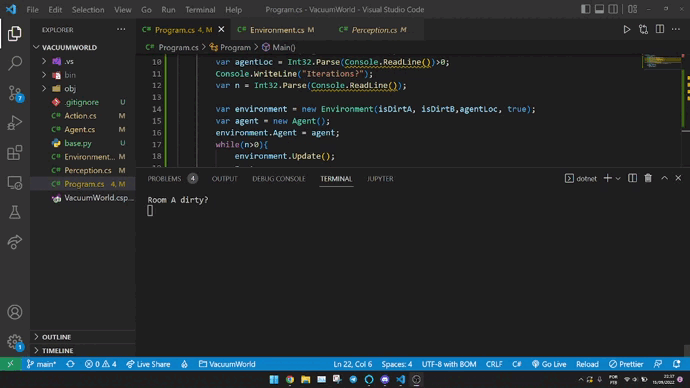 File Edit Selection View Go Run Terminal Help Program.cs - VacuumWorld - Visual Studio Code
EXPLORER
Program.cs 4, M Environment.cs M Perception.cs M
VACUUMWORLD
Program.cs > Program > Main()
.vs
bin
obj
.gitignore U
Action.cs M
Agent.cs M
base.py U
Environment... M
Perception.cs M
Program.cs 4, M
VacuumWorld.csp...
10 var agentLoc = Int32.Parse(Console.ReadLine())>0;
11 Console.WriteLine("Iterations?");
12 var n = Int32.Parse(Console.ReadLine());
13
14 var environment = new Environment(isDirtA, isDirtB,agentLoc, true);
15 var agent = new Agent();
16 environment.Agent = agent;
17 while(n>0){
18 environment.Update();
PROBLEMS 4 OUTPUT DEBUG CONSOLE TERMINAL JUPYTER dotnet
Room A dirty?
OUTLINE
TIMELINE
main* 0 4 Live Share VacuumWorld Ln 22, Col 6 Spaces: 4 UTF-8 with BOM CRLF C# Go Live Reload Prettier
POR
PTB
22:37
15/09/2022